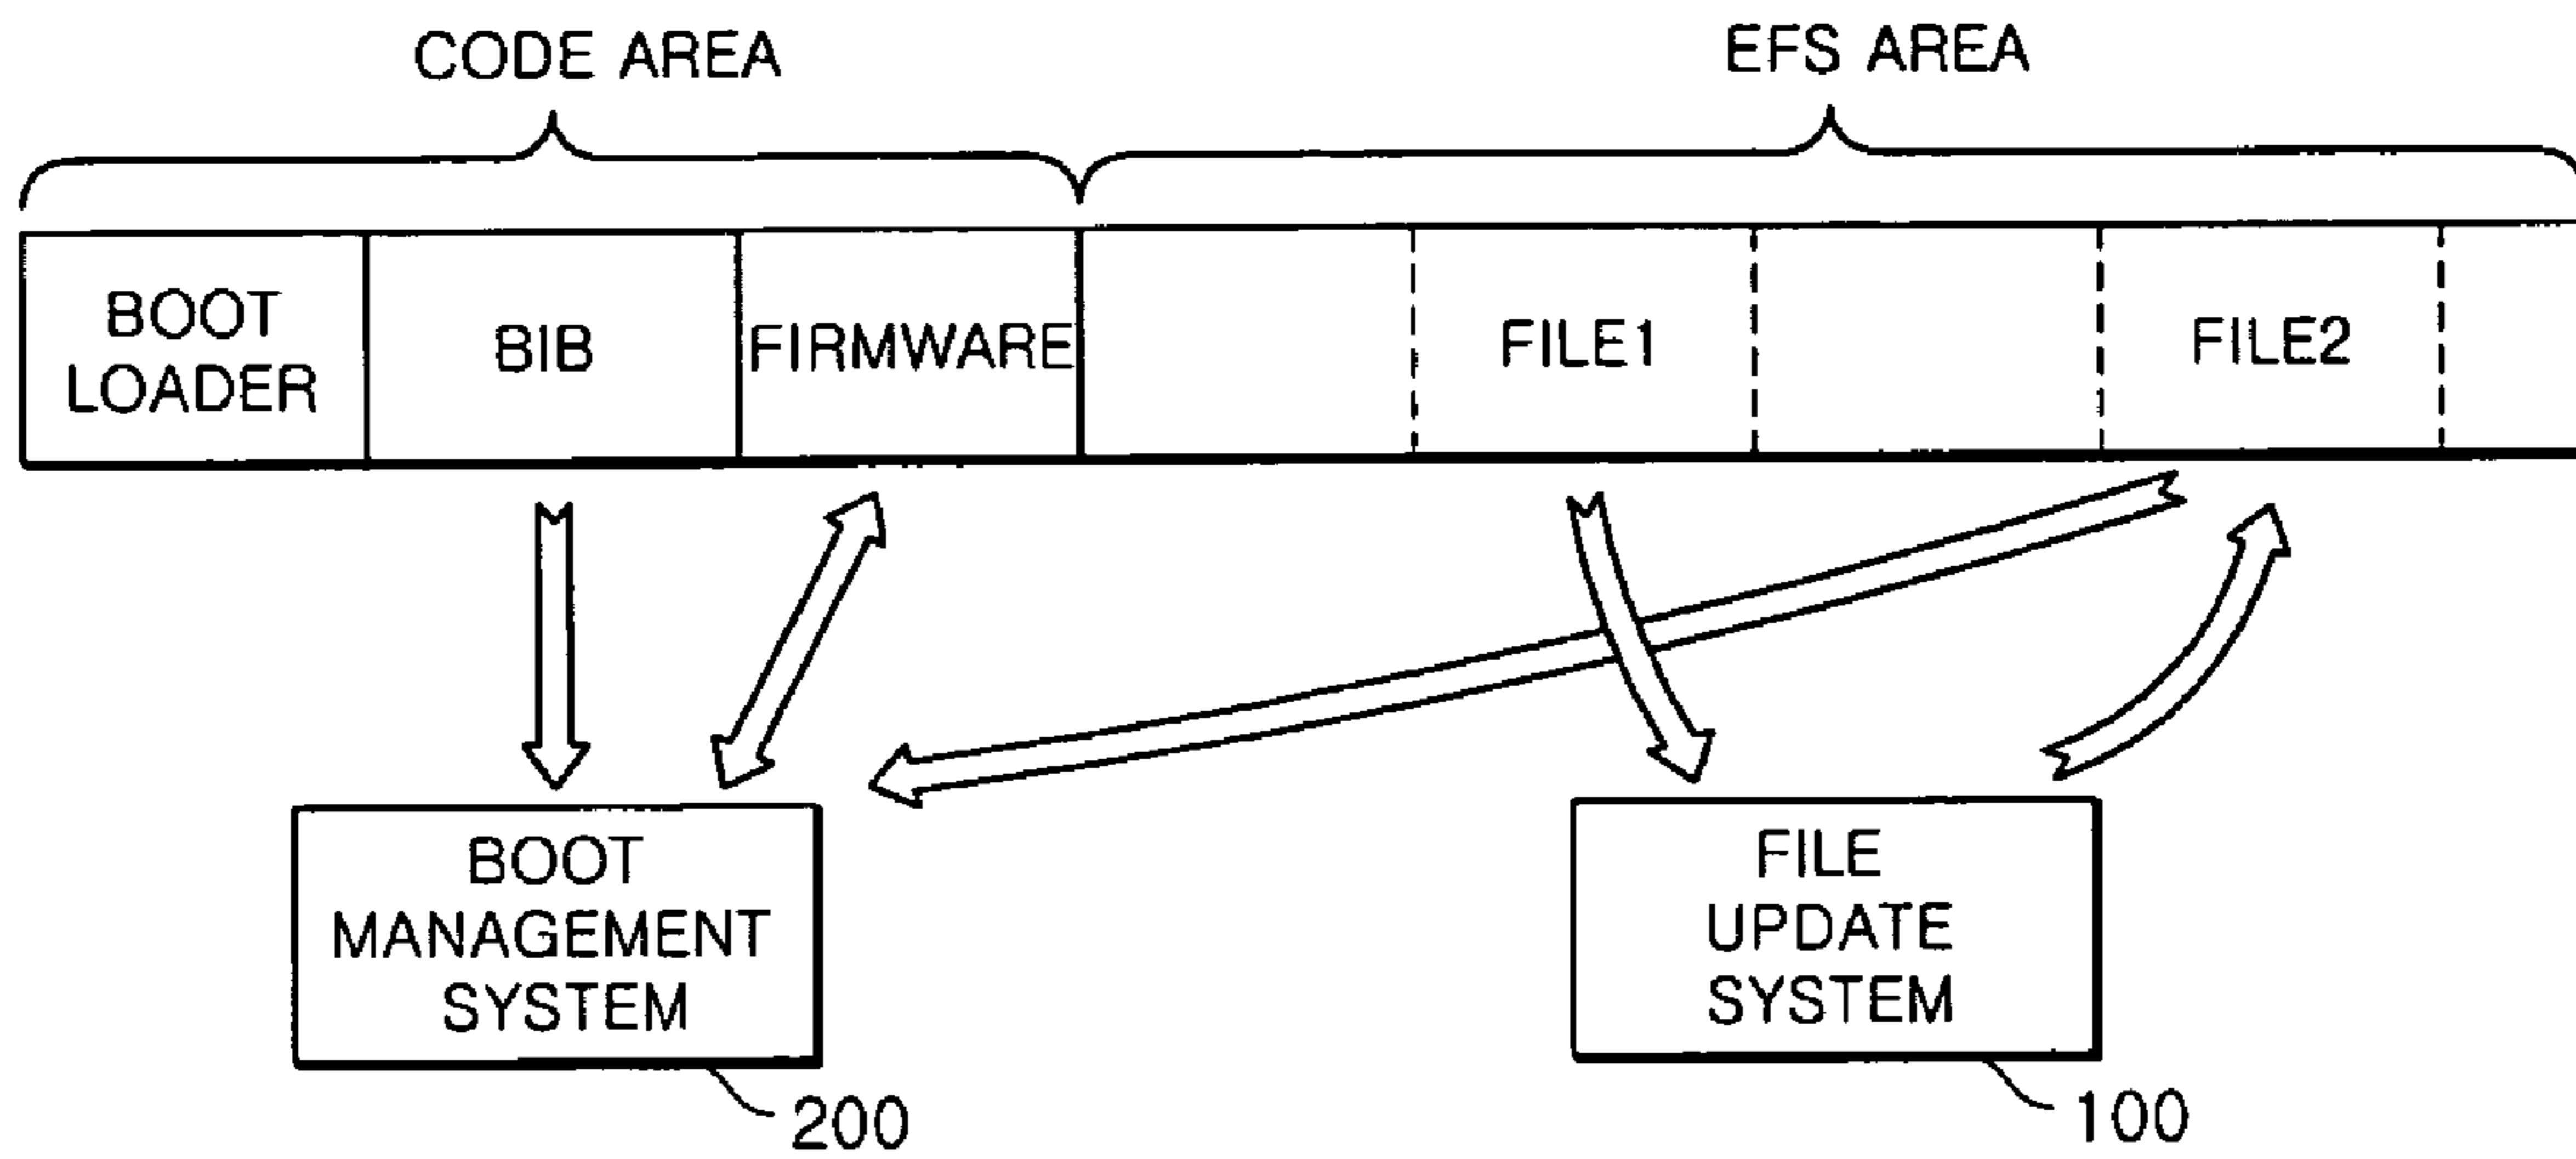 CODE AREA
EFS AREA
BOOT
LOADER
BIB
FIRMWARE
FILE1
FILE2
BOOT
MANAGEMENT
SYSTEM
FILE
UPDATE
SYSTEM
200
100